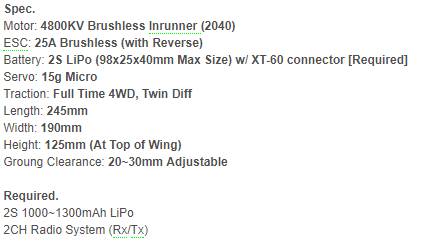 Spec.
Motor: 4800KV Brushless Inrunner (2040)
ESC: 25A Brushless (with Reverse)
Battery: 2S LiPo (98x25x40mm Max Size) w/ XT-60 connector [Required]
Servo: 15g Micro
Traction: Full Time 4WD, Twin Diff
Length: 245mm
Width: 190mm
Height: 125mm (At Top of Wing)
Groung Clearance: 20~30mm Adjustable

Required.
2S 1000~1300mAh LiPo
2CH Radio System (Rx/Tx)